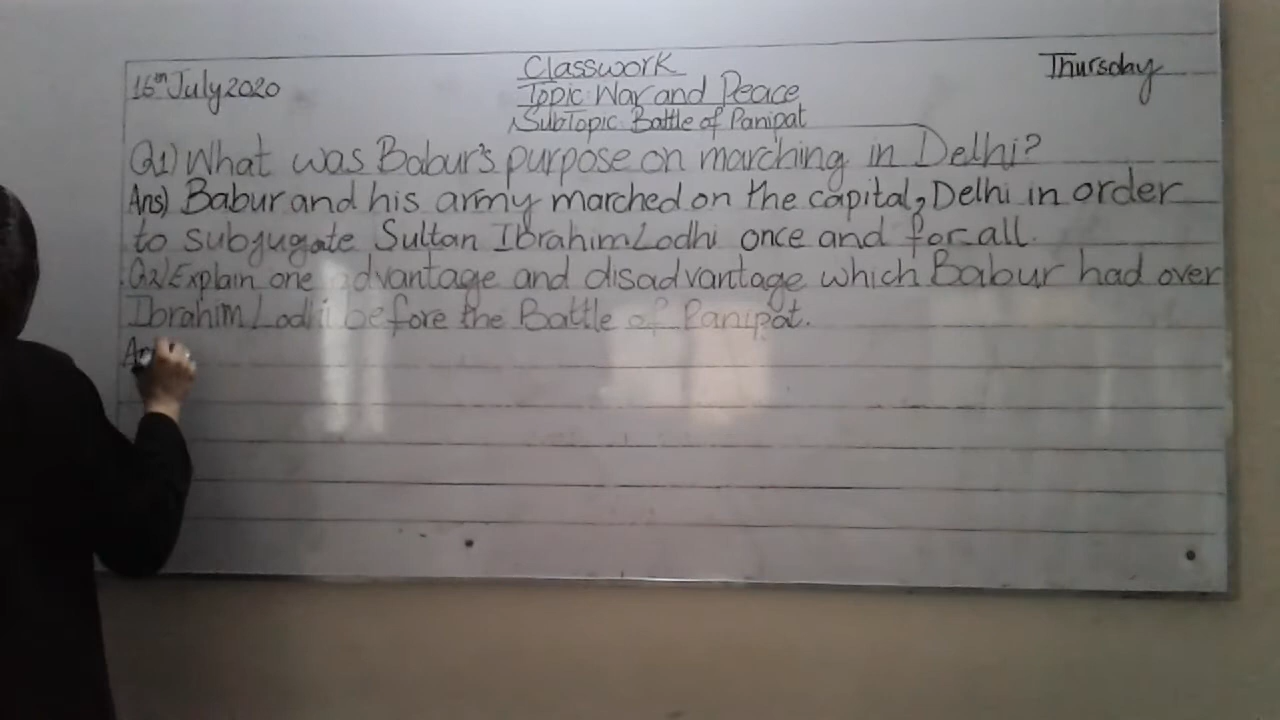 16th July 2020
Classwork
Thursday
Topic: War and Peace
SubTopic: Battle of Panipat
Q1) What was Babur's purpose on marching in Delhi?
Ans) Babur and his army marched on the capital, Delhi in order
to subjugate Sultan Ibrahim Lodhi once and for all.
Q2) Explain one advantage and disadvantage which Babur had over
Ibrahim Lodhi before the Battle of Panipat.